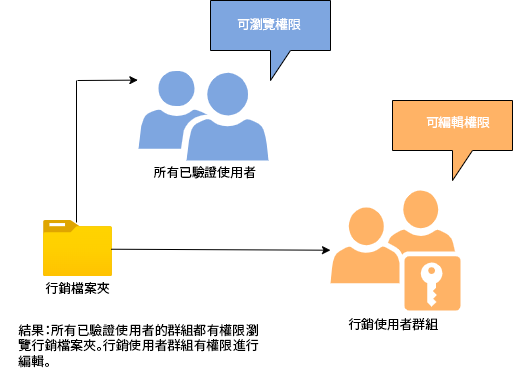 可瀏覽權限
可編輯權限
所有已驗證使用者
行銷檔案夾
行銷使用者群組
結果：所有已驗證使用者的群組都有權限瀏
覽行銷檔案夾。行銷使用者群組有權限進行
編輯。